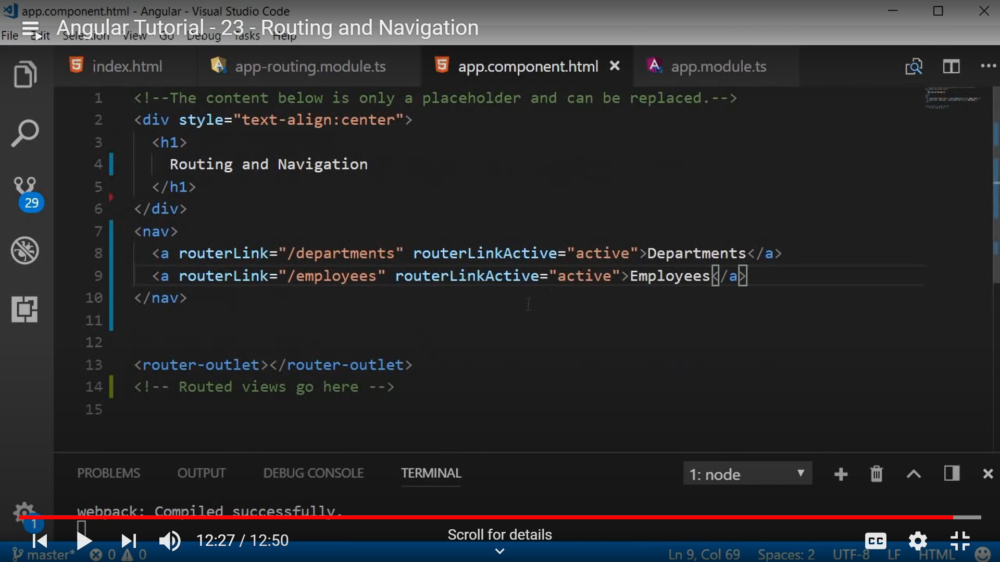 app.component.html - Angular - Visual Studio Code
Angular Tutorial - 23 - Routing and Navigation
File Edit Selection View Go Debug Tasks Help
index.html app-routing.module.ts app.component.html app.module.ts
1 <!--The content below is only a placeholder and can be replaced.-->
2 <div style="text-align:center">
3 <h1>
4 Routing and Navigation
5 </h1>
6 </div>
7 <nav>
8 <a routerLink="/departments" routerLinkActive="active">Departments</a>
9 <a routerLink="/employees" routerLinkActive="active">Employees</a>
10 </nav>
11
12
13 <router-outlet></router-outlet>
14 <!-- Routed views go here -->
15
29
PROBLEMS OUTPUT DEBUG CONSOLE TERMINAL 1: node
webpack: Compiled successfully.
1
12:27 / 12:50 Scroll for details CC
master* 0 0 Ln 9, Col 69 Spaces: 2 UTF-8 LF HTML